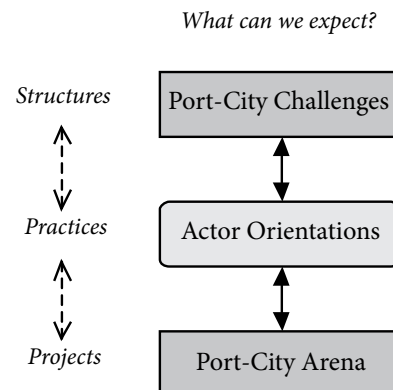 What can we expect?
Structures
Port-City Challenges
Practices
Actor Orientations
Projects
Port-City Arena